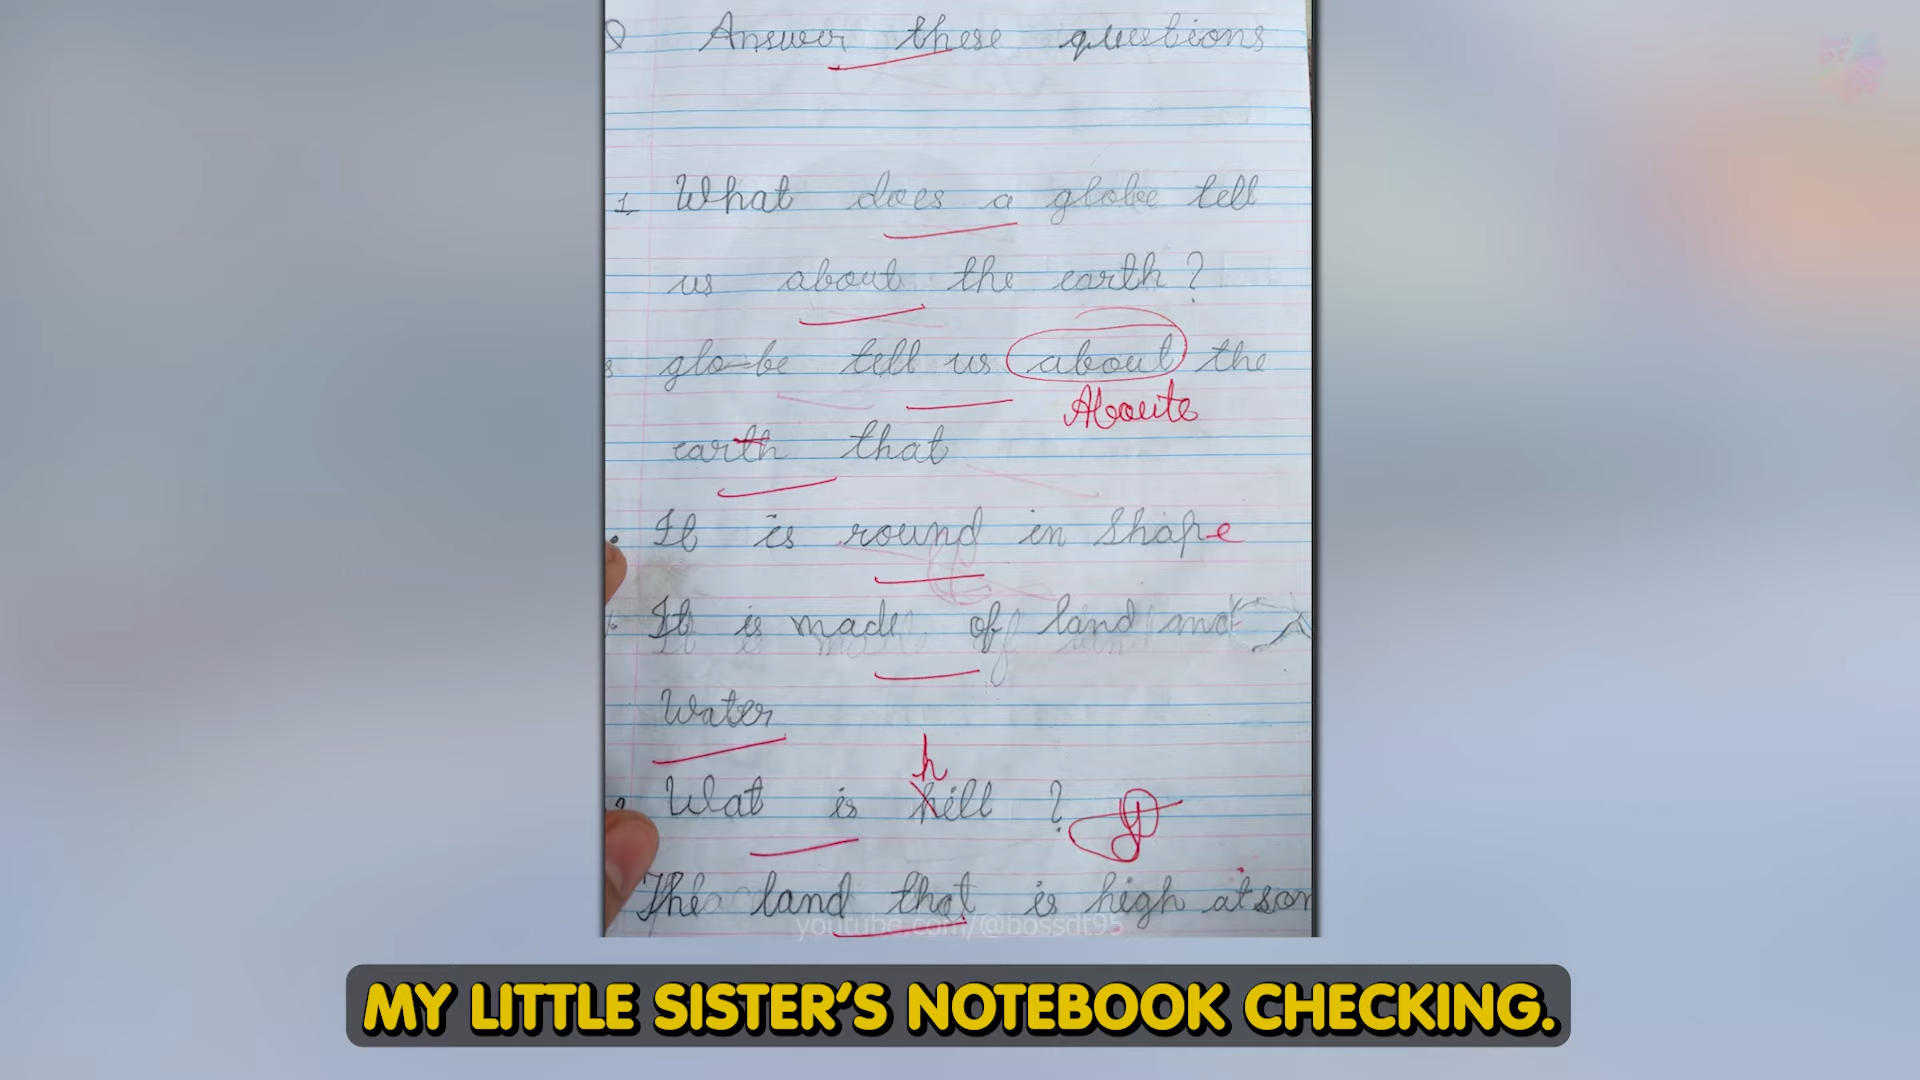 Q Answer these questions
1 What does a globe tell
us about the earth?
globe tell us about the
Aboute
earth that
It is round in shape
It is made of land and
Water
h
Wlat is hill ?
The land that is high at som
youtube.com/@bossdt95
MY LITTLE SISTER'S NOTEBOOK CHECKING.